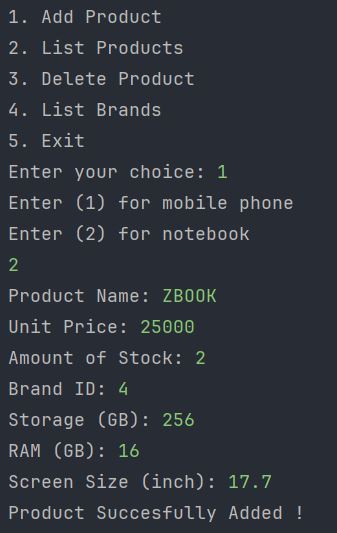 1. Add Product
2. List Products
3. Delete Product
4. List Brands
5. Exit
Enter your choice: 1
Enter (1) for mobile phone
Enter (2) for notebook
2
Product Name: ZBOOK
Unit Price: 25000
Amount of Stock: 2
Brand ID: 4
Storage (GB): 256
RAM (GB): 16
Screen Size (inch): 17.7
Product Succesfully Added !